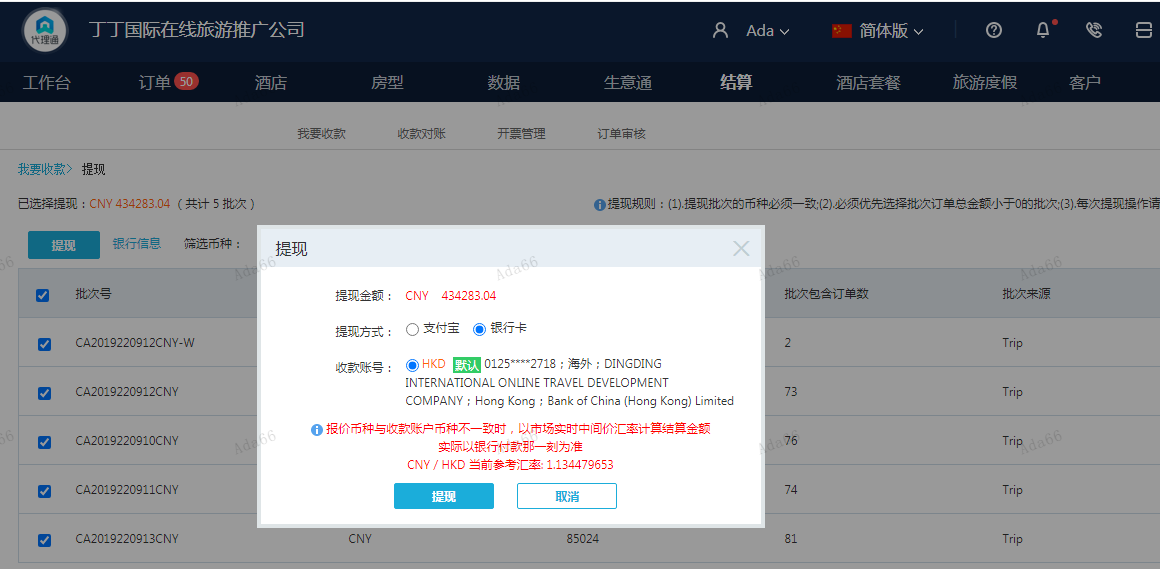 代理通
丁丁国际在线旅游推广公司
Ada
简体版
工作台
订单 50
酒店
房型
数据
生意通
结算
酒店套餐
旅游度假
客户
我要收款
收款对账
开票管理
订单审核
我要收款> 提现
已选择提现：CNY 434283.04 （ 共计 5 批次 ）
提现规则：(1).提现批次的币种必须一致;(2).必须优先选择批次订单总金额小于0的批次;(3).每次提现操作请
提现
银行信息
筛选币种：
批次号
批次包含订单数
批次来源
CA2019220912CNY-W
2
Trip
CA2019220912CNY
73
Trip
CA2019220910CNY
76
Trip
CA2019220911CNY
74
Trip
CA2019220913CNY
CNY
85024
81
Trip
提现
提现金额： CNY 434283.04
提现方式： 支付宝 银行卡
收款账号： HKD 默认 0125****2718；海外；DINGDING
INTERNATIONAL ONLINE TRAVEL DEVELOPMENT
COMPANY；Hong Kong；Bank of China (Hong Kong) Limited
报价币种与收款账户币种不一致时，以市场实时中间价汇率计算结算金额
实际以银行付款那一刻为准
CNY / HKD 当前参考汇率: 1.134479653
提现
取消
Ada66
Ada66
Ada66
Ada66
Ada66
Ada66
Ada66